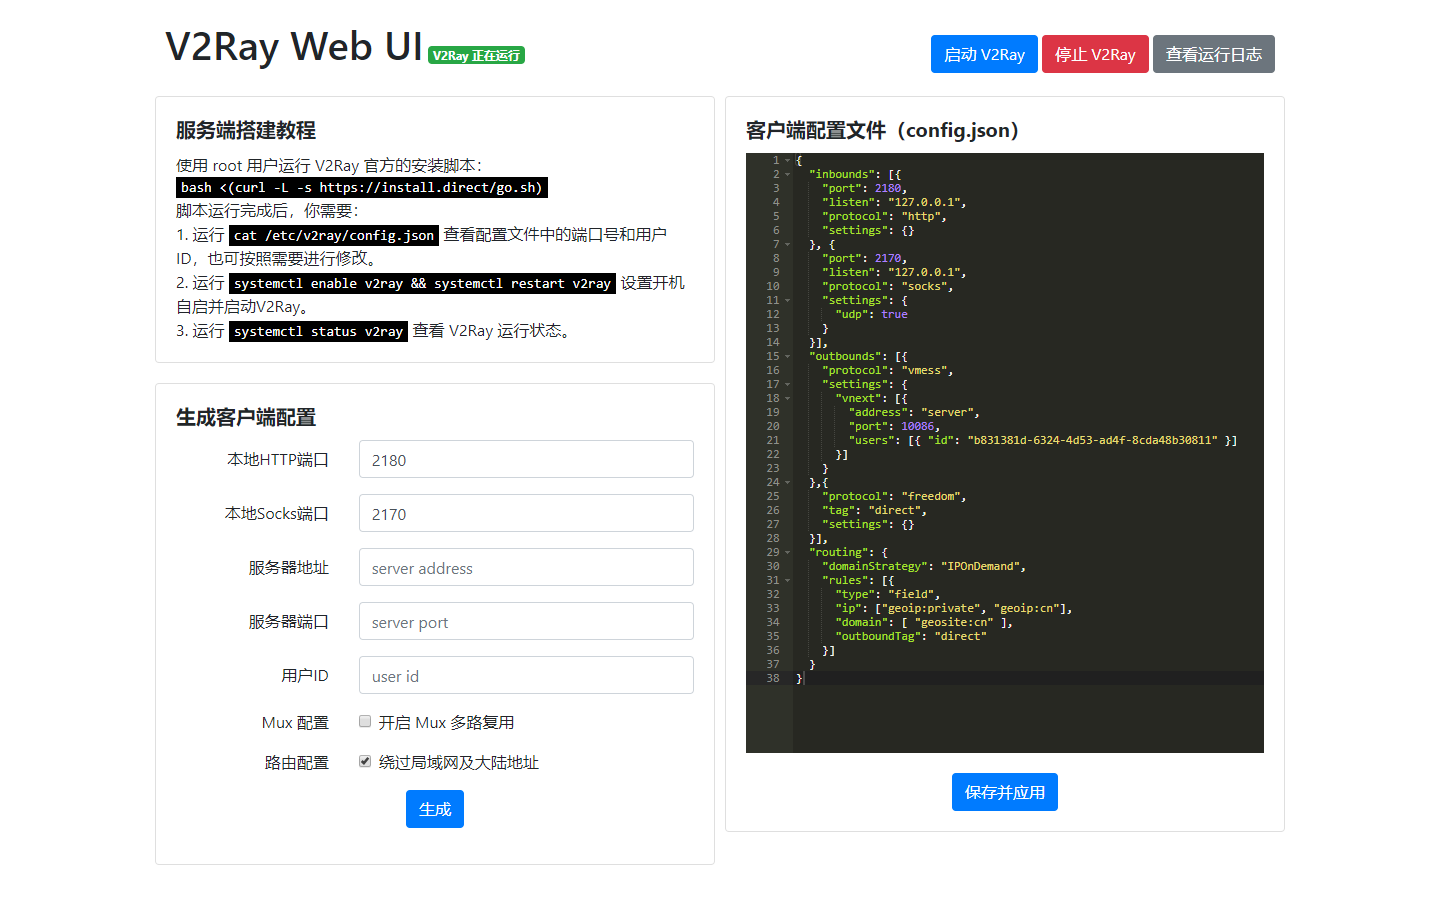 V2Ray Web UI V2Ray 正在运行
启动 V2Ray 停止 V2Ray 查看运行日志
服务端搭建教程
使用 root 用户运行 V2Ray 官方的安装脚本：
bash <(curl -L -s https://install.direct/go.sh)
脚本运行完成后，你需要：
1. 运行 cat /etc/v2ray/config.json 查看配置文件中的端口号和用户
ID，也可按照需要进行修改。
2. 运行 systemctl enable v2ray && systemctl restart v2ray 设置开机
自启并启动V2Ray。
3. 运行 systemctl status v2ray 查看 V2Ray 运行状态。
生成客户端配置
本地HTTP端口 2180
本地Socks端口 2170
服务器地址 server address
服务器端口 server port
用户ID user id
Mux 配置 开启 Mux 多路复用
路由配置 绕过局域网及大陆地址
生成
客户端配置文件（config.json）
1 {
2 "inbounds": [{
3 "port": 2180,
4 "listen": "127.0.0.1",
5 "protocol": "http",
6 "settings": {}
7 }, {
8 "port": 2170,
9 "listen": "127.0.0.1",
10 "protocol": "socks",
11 "settings": {
12 "udp": true
13 }
14 }],
15 "outbounds": [{
16 "protocol": "vmess",
17 "settings": {
18 "vnext": [{
19 "address": "server",
20 "port": 10086,
21 "users": [{ "id": "b831381d-6324-4d53-ad4f-8cda48b30811" }]
22 }]
23 }
24 },{
25 "protocol": "freedom",
26 "tag": "direct",
27 "settings": {}
28 }],
29 "routing": {
30 "domainStrategy": "IPOnDemand",
31 "rules": [{
32 "type": "field",
33 "ip": ["geoip:private", "geoip:cn"],
34 "domain": [ "geosite:cn" ],
35 "outboundTag": "direct"
36 }]
37 }
38 }
保存并应用